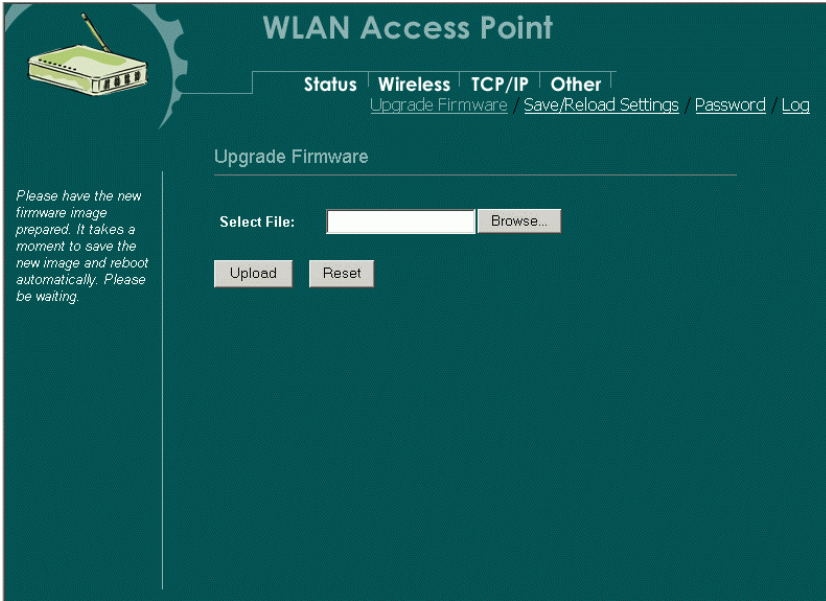 WLAN Access Point
Status Wireless TCP/IP Other
Upgrade Firmware / Save/Reload Settings / Password / Log
Upgrade Firmware
Please have the new
firmware image
prepared. It takes a
moment to save the
new image and reboot
automatically. Please
be waiting.
Select File:
Browse...
Upload
Reset